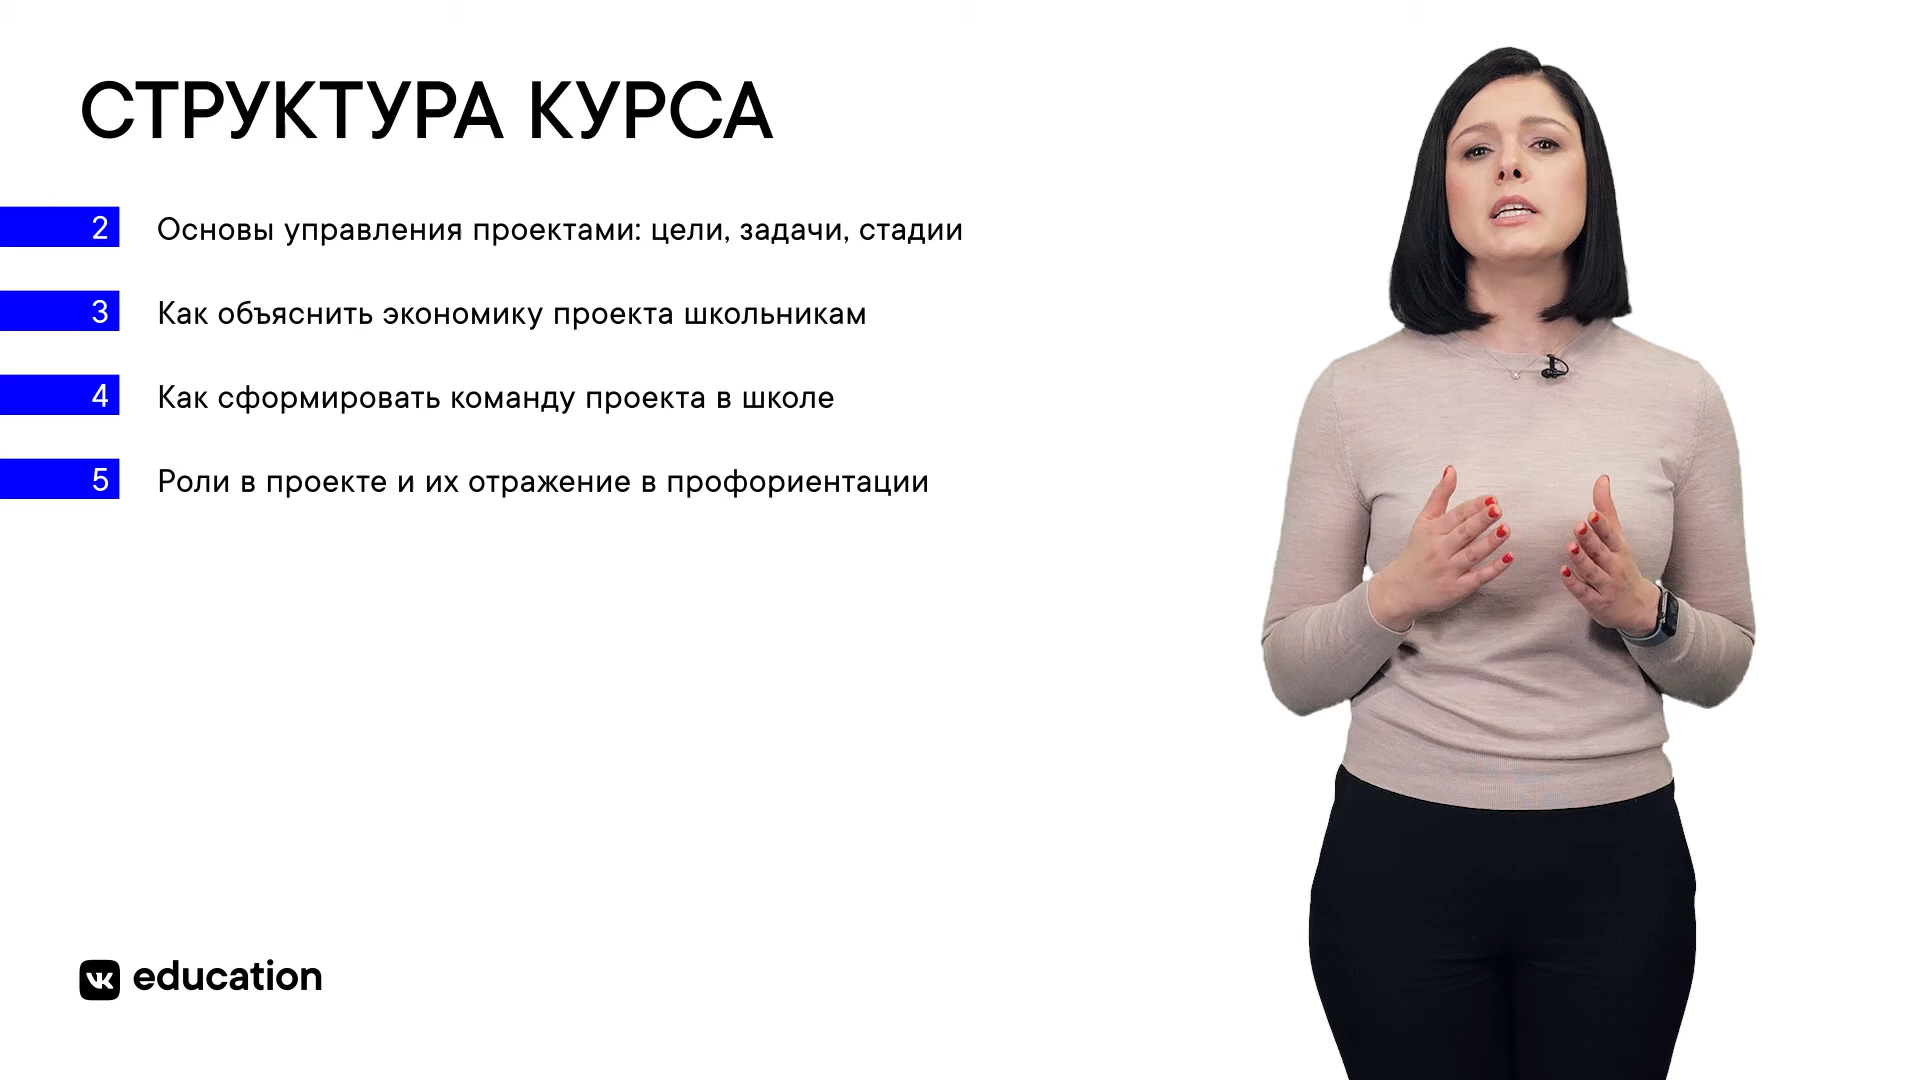 СТРУКТУРА КУРСА
2 Основы управления проектами: цели, задачи, стадии
3 Как объяснить экономику проекта школьникам
4 Как сформировать команду проекта в школе
5 Роли в проекте и их отражение в профориентации
VK education